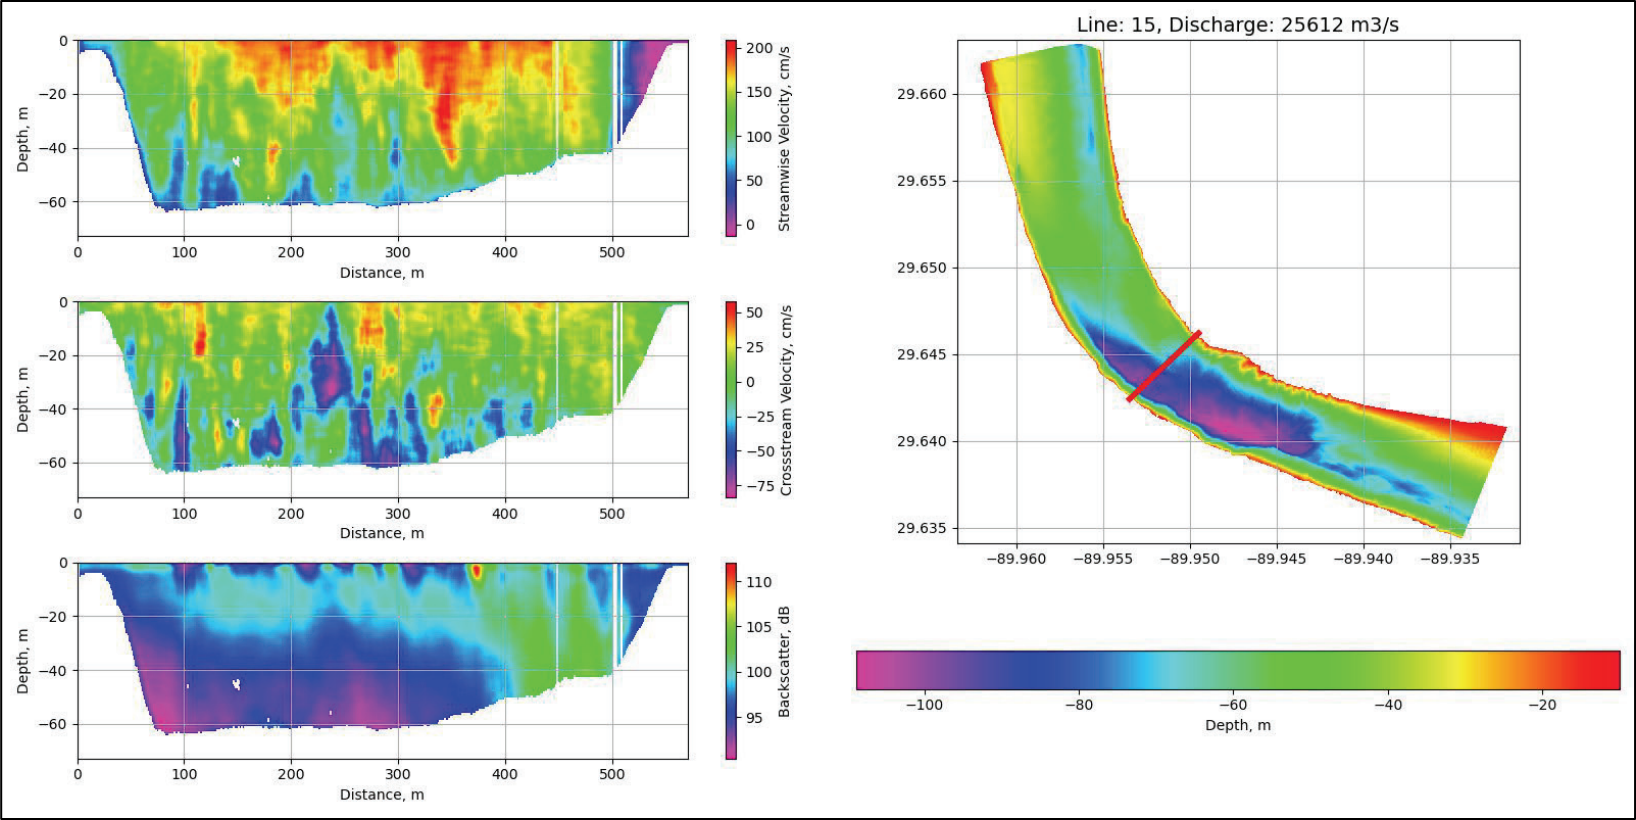 0
−20
−40
−60
Depth, m
0 100 200 300 400 500
Distance, m
200
150
100
50
0
Streamwise Velocity, cm/s
0
−20
−40
−60
Depth, m
0 100 200 300 400 500
Distance, m
50
25
0
−25
−50
−75
Crossstream Velocity, cm/s
0
−20
−40
−60
Depth, m
0 100 200 300 400 500
Distance, m
110
105
100
95
Backscatter, dB
Line: 15, Discharge: 25612 m3/s
29.660
29.655
29.650
29.645
29.640
29.635
−89.960 −89.955 −89.950 −89.945 −89.940 −89.935
−100 −80 −60 −40 −20
Depth, m